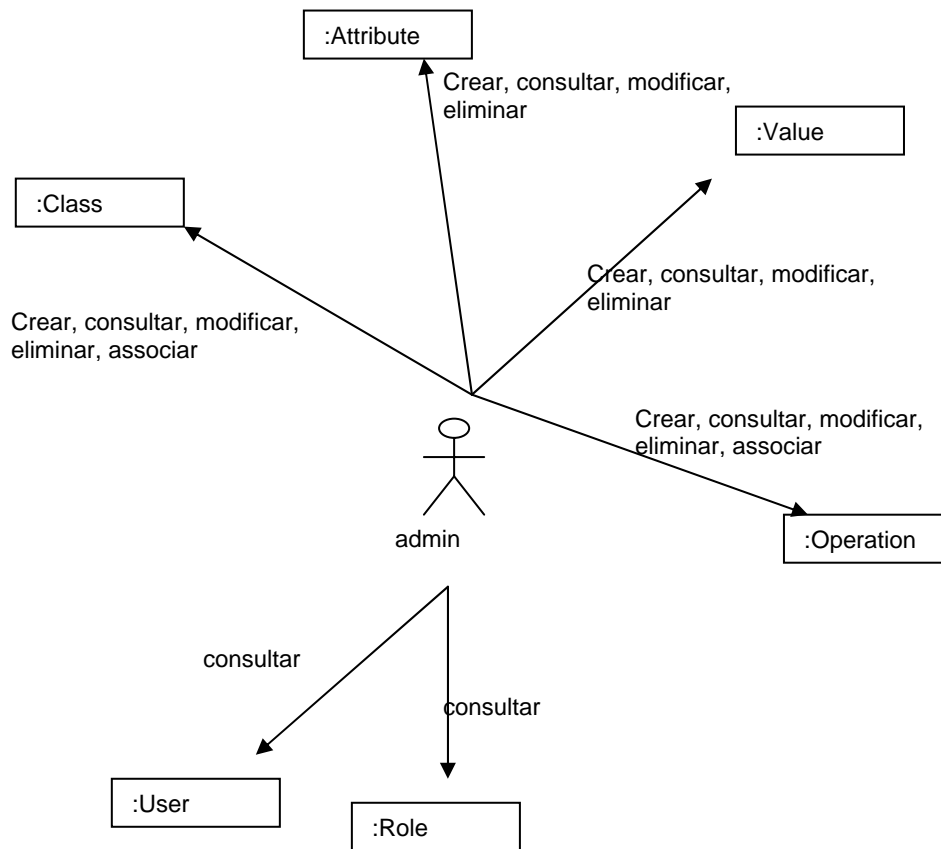 :Attribute
Crear, consultar, modificar,
eliminar
:Value
:Class
Crear, consultar, modificar,
eliminar
Crear, consultar, modificar,
eliminar, associar
Crear, consultar, modificar,
eliminar, associar
admin
:Operation
consultar
consultar
:User
:Role